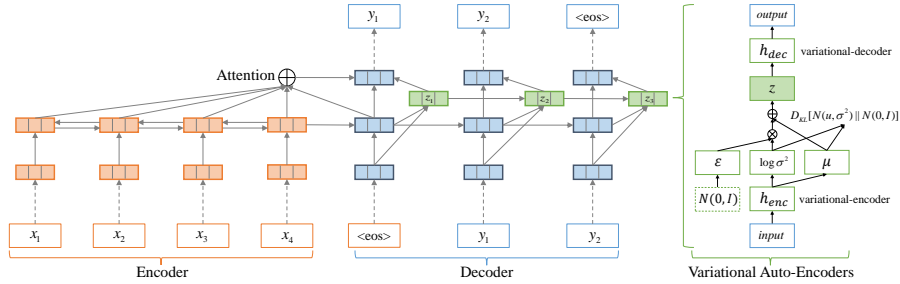 y1 y2 <eos> output
h_dec variational-decoder
Attention
z1 z2 z3 z
D_KL[N(u,σ²) || N(0,I)]
ε log σ² μ
N(0,I) h_enc variational-encoder
x1 x2 x3 x4 <eos> y1 y2 input
Encoder Decoder Variational Auto-Encoders